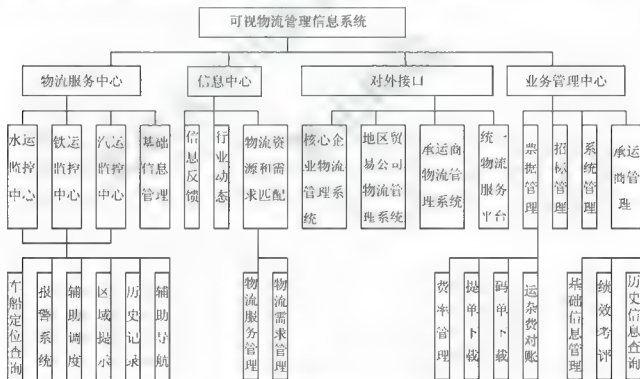 可视物流管理信息系统
物流服务中心
信息中心
对外接口
业务管理中心
水运
监控
中心
铁运
监控
中心
汽运
监控
中心
基础
信息
管理
信息反馈
行业动态
物流资
源和需
求匹配
核心企
业物流
管理系
统
地区贸
易公司
物流管
理系统
承运商
物流管
理系统
统一
物流
服务
平台
票据管理
招标管理
系统管理
承运
商管
理
车船定位查询
报警系统
辅助调度
区域提示
历史记录
辅助导航
物流服务管理
物流需求管理
费率管理
提单下载
码单下载
运杂费对账
基础信息管理
绩效考评
历史信息查询